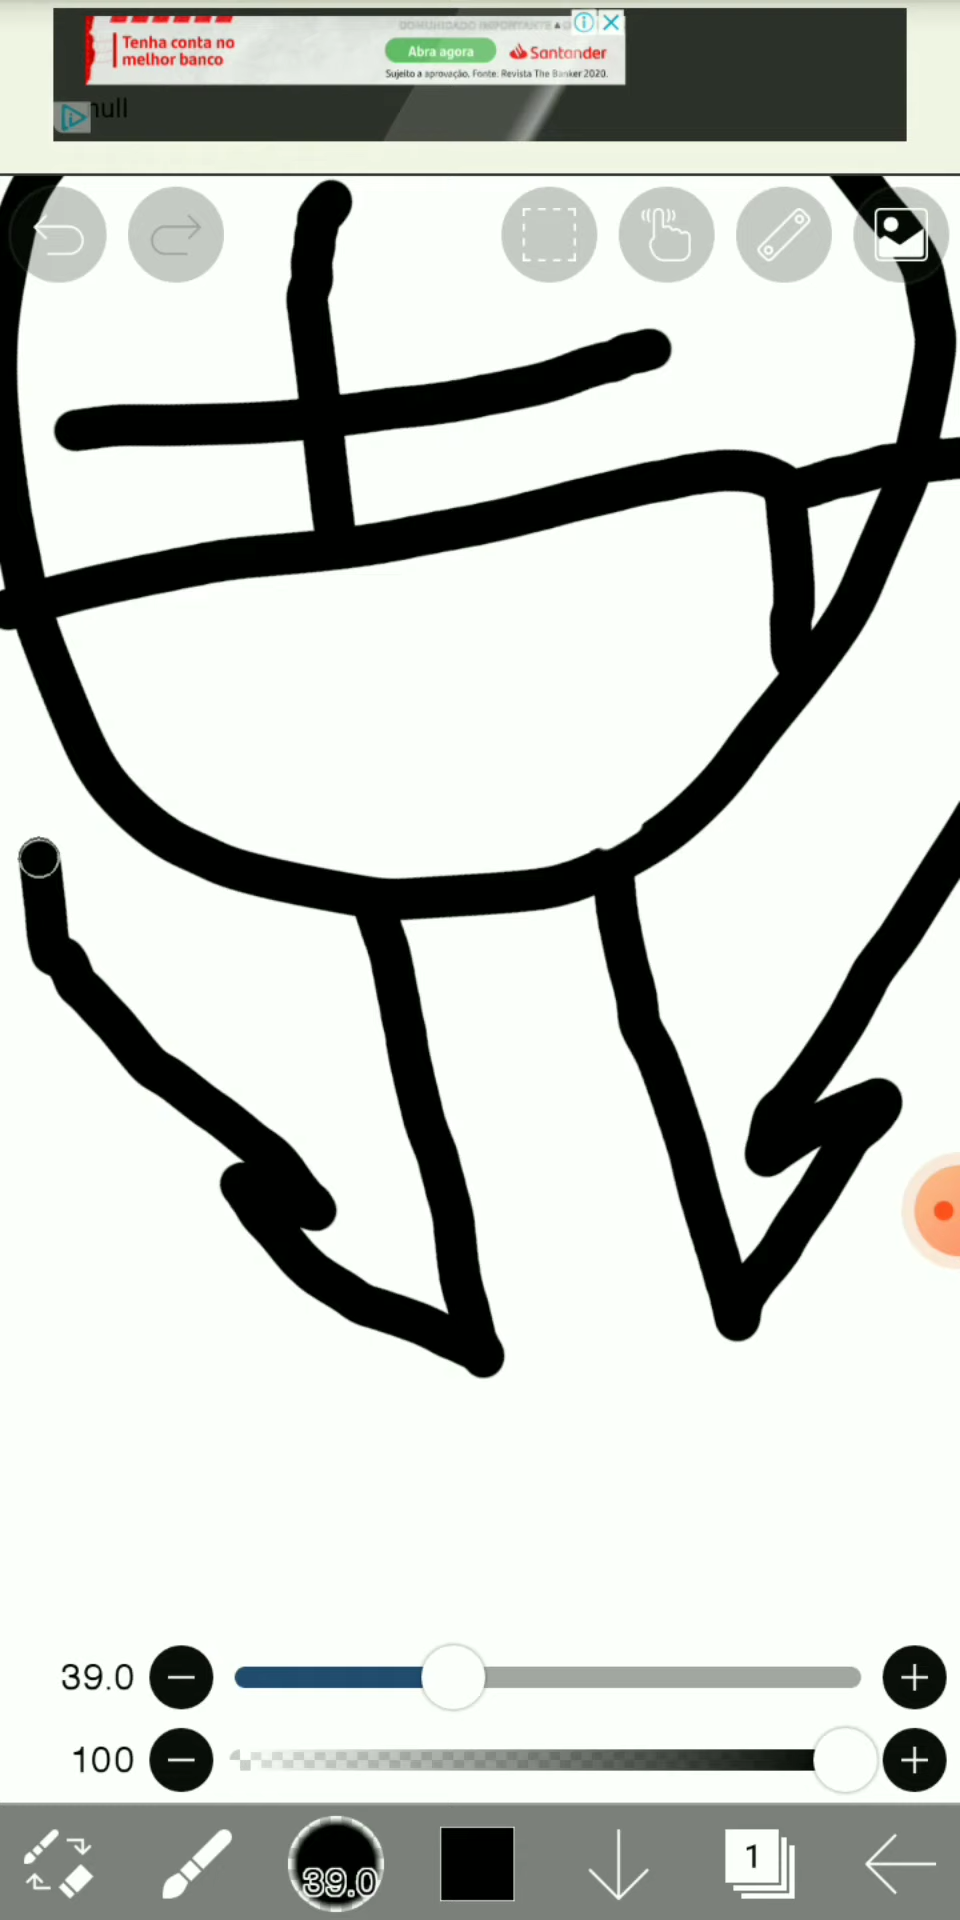 Tenha conta no
melhor banco
Abra agora
Santander
Sujeito a aprovação. Fonte: Revista The Banker 2020.
null
39.0
100
39.0
1